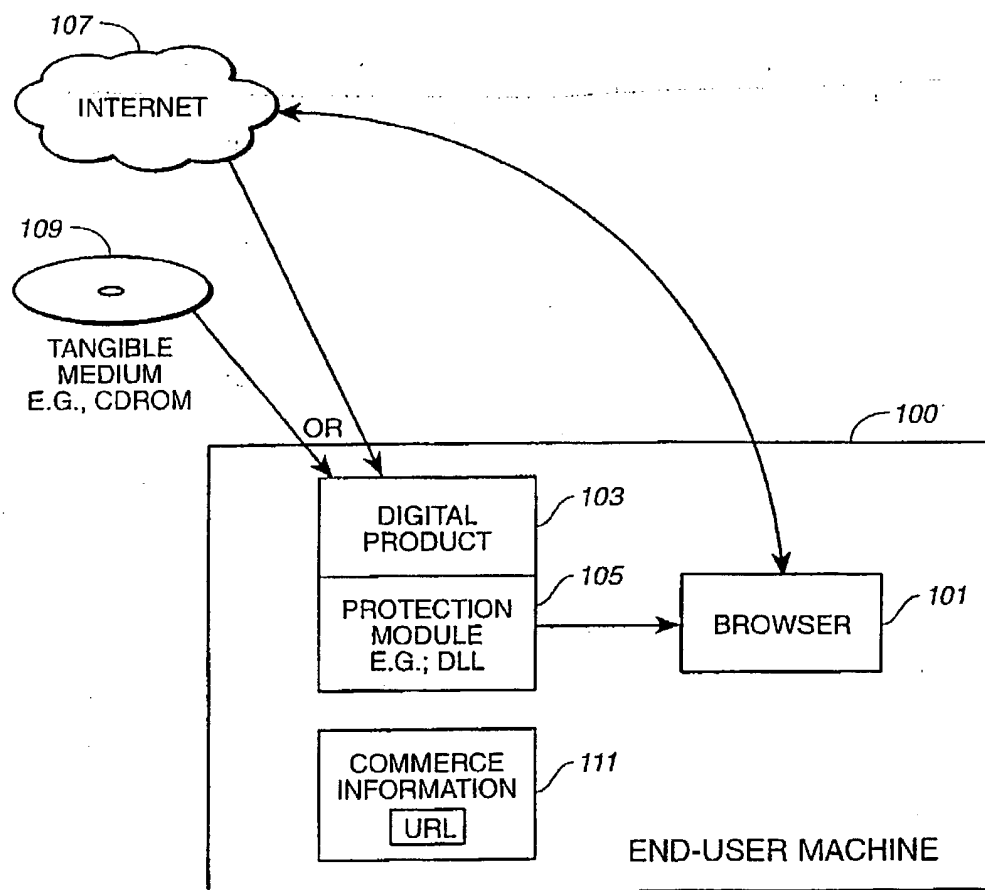 107
INTERNET
109
TANGIBLE
MEDIUM
E.G., CDROM
OR
100
DIGITAL
PRODUCT
103
PROTECTION
MODULE
E.G.; DLL
105
BROWSER
101
COMMERCE
INFORMATION
URL
111
END-USER MACHINE